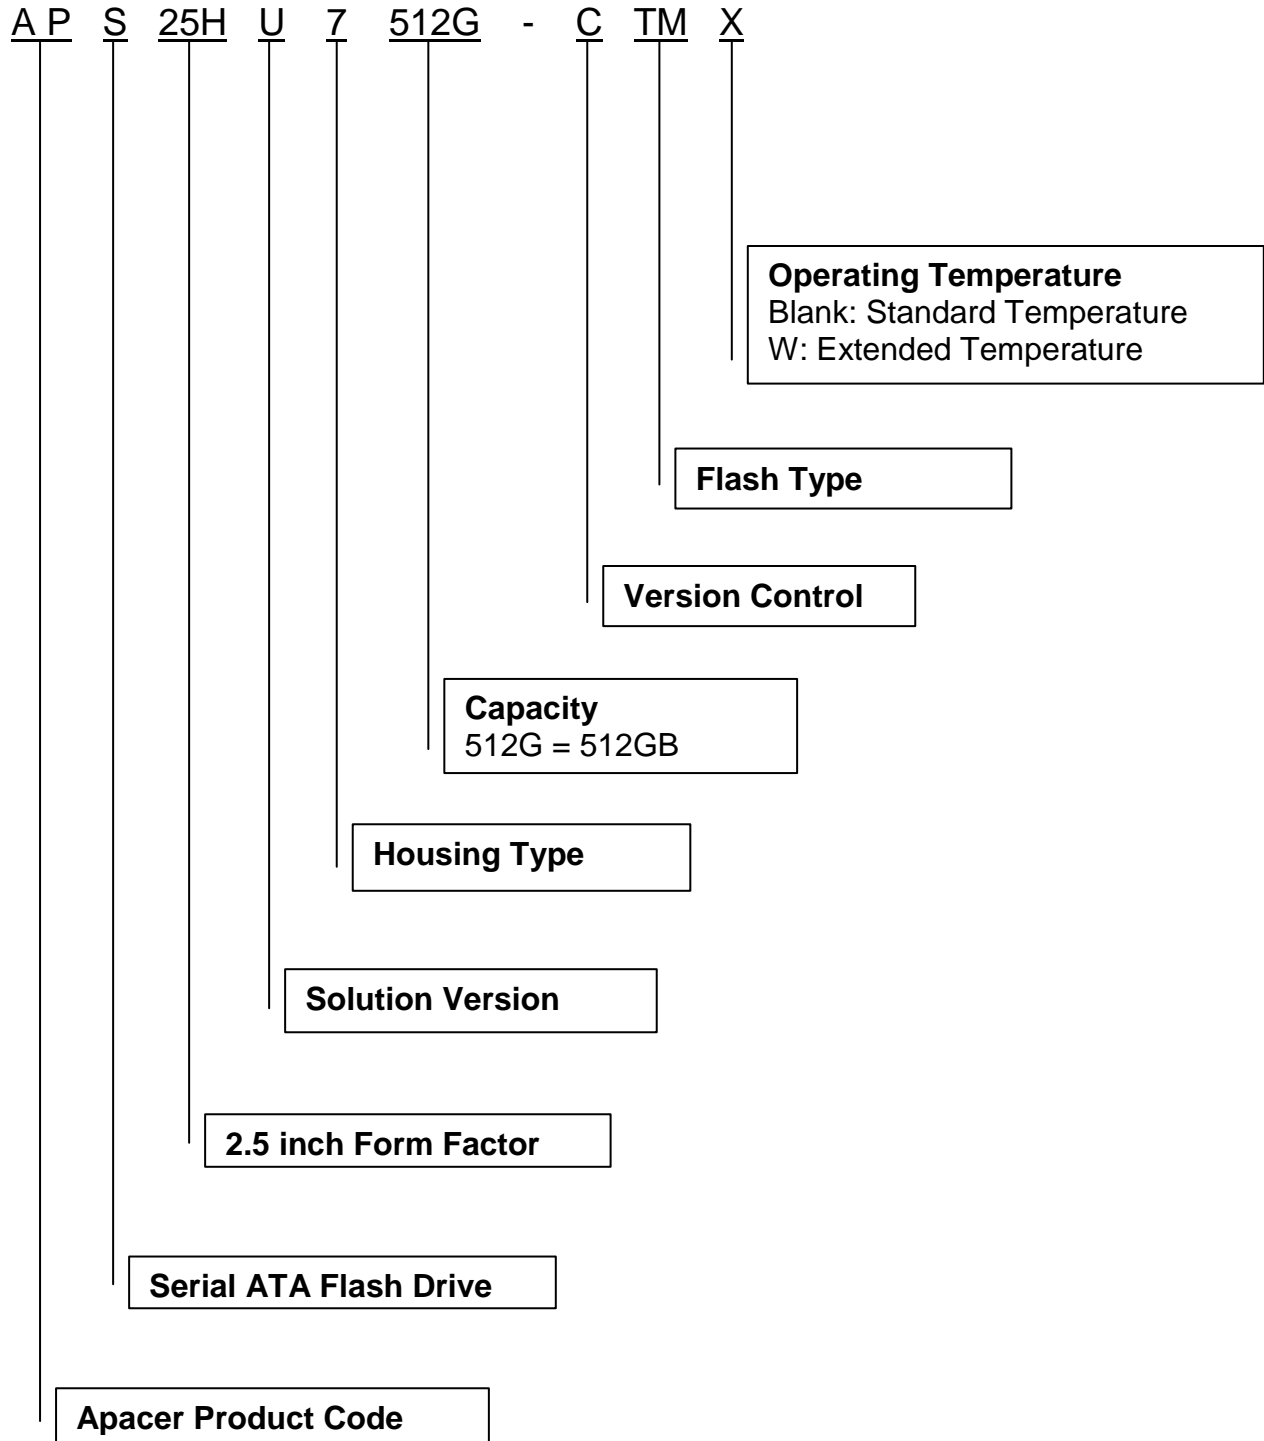 A P S 25H U 7 512G - C TM X
Operating Temperature
Blank: Standard Temperature
W: Extended Temperature
Flash Type
Version Control
Capacity
512G = 512GB
Housing Type
Solution Version
2.5 inch Form Factor
Serial ATA Flash Drive
Apacer Product Code